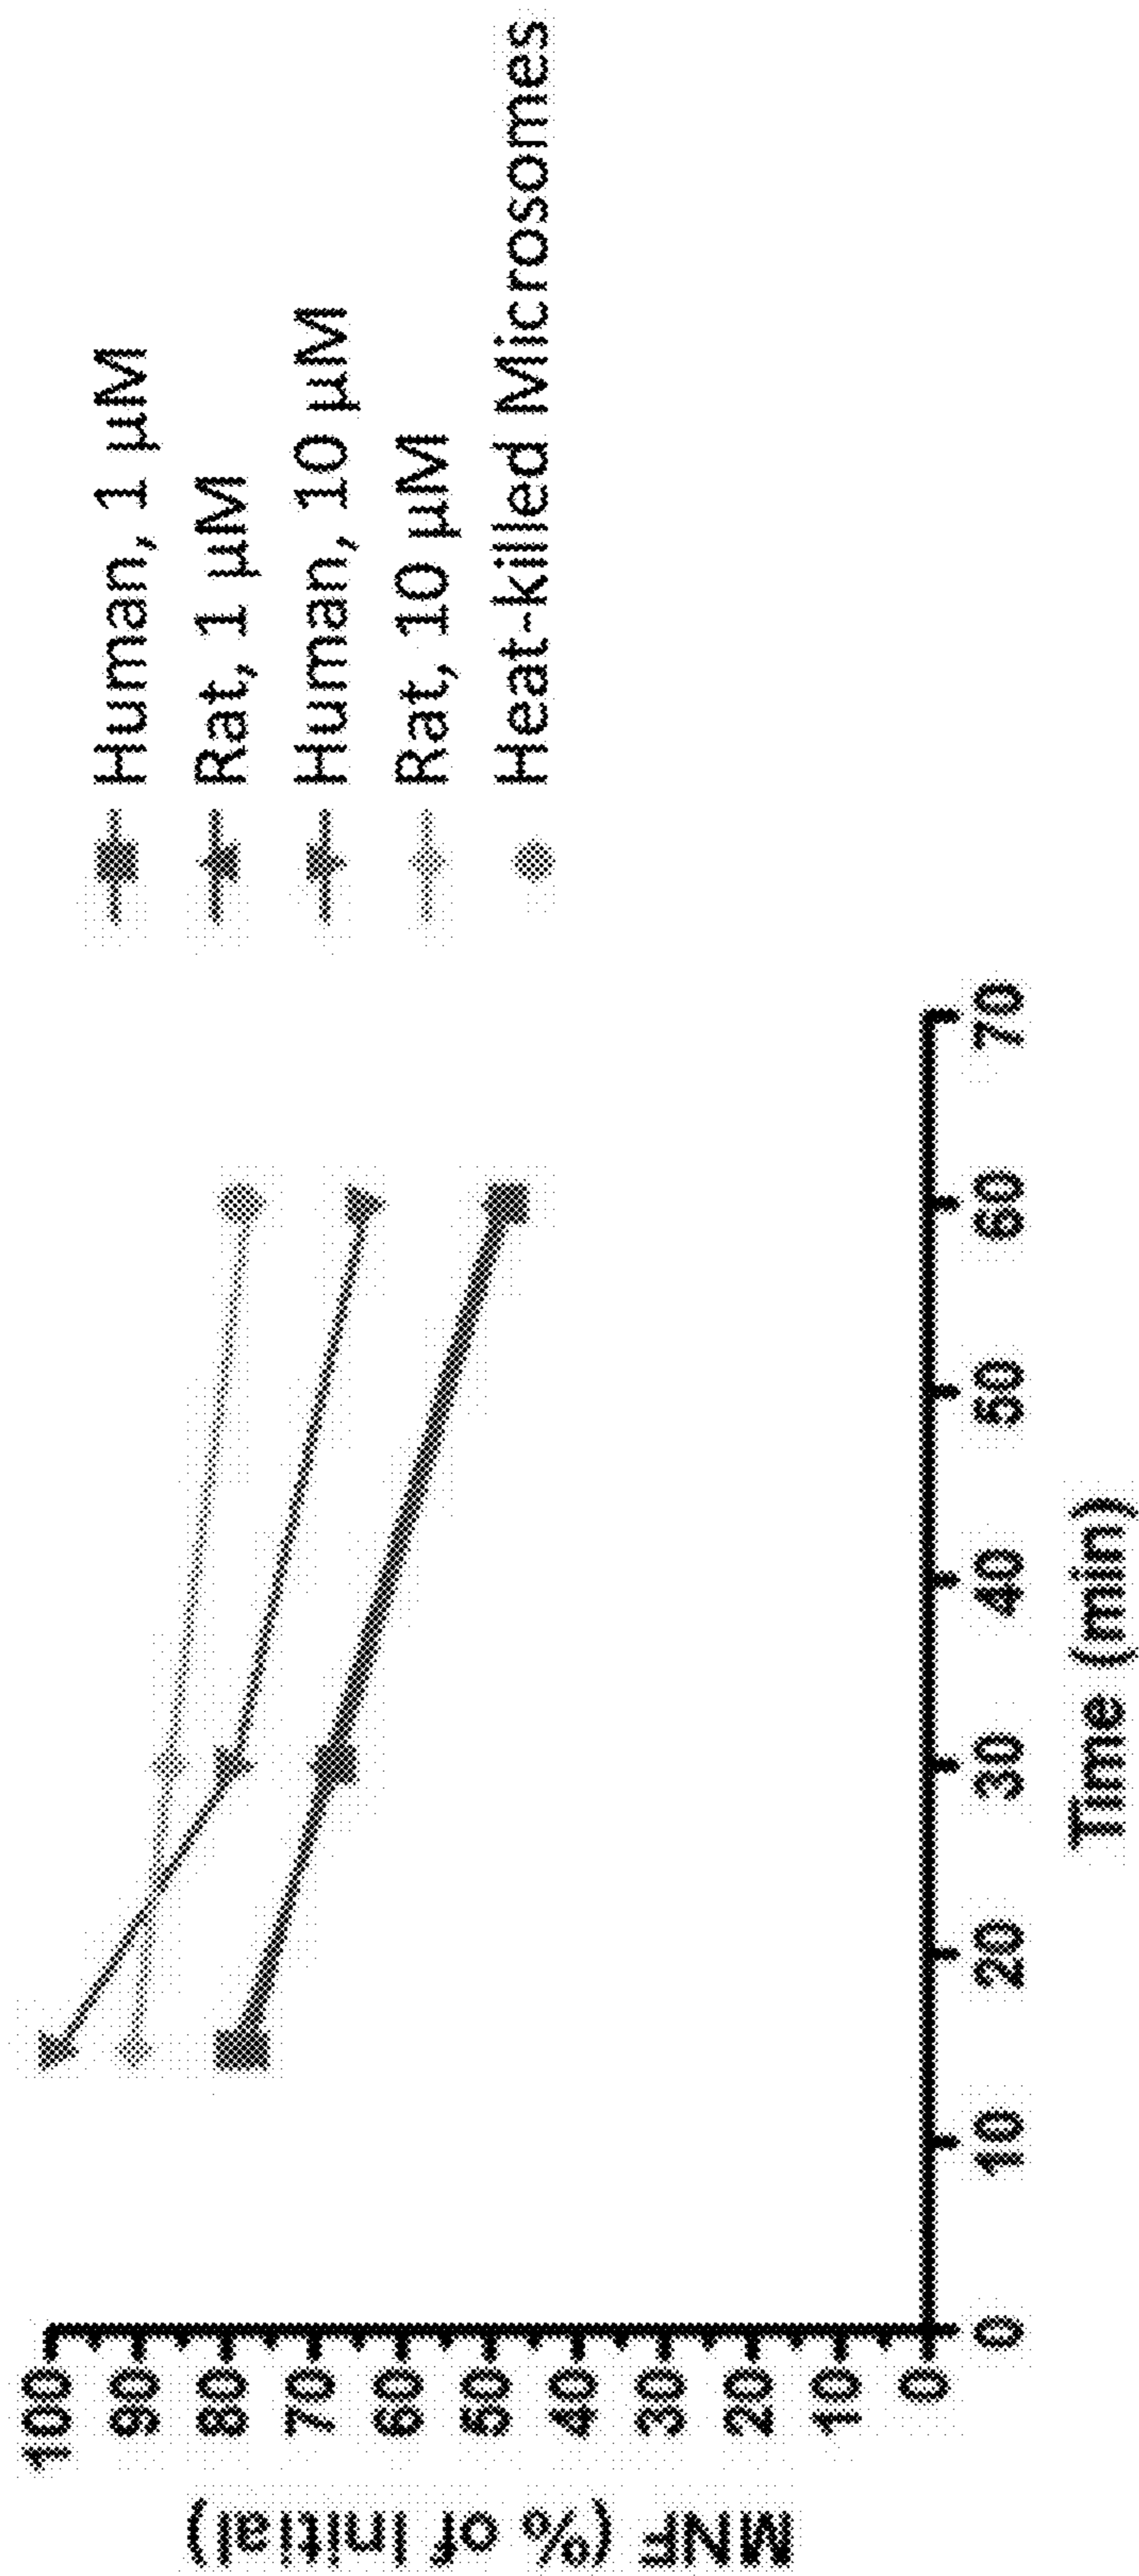 MNF (% of initial)
100
90
80
70
60
50
40
30
20
10
0
0 10 20 30 40 50 60 70
Time (min)
Human, 1 µM
Rat, 1 µM
Human, 10 µM
Rat, 10 µM
Heat-killed Microsomes